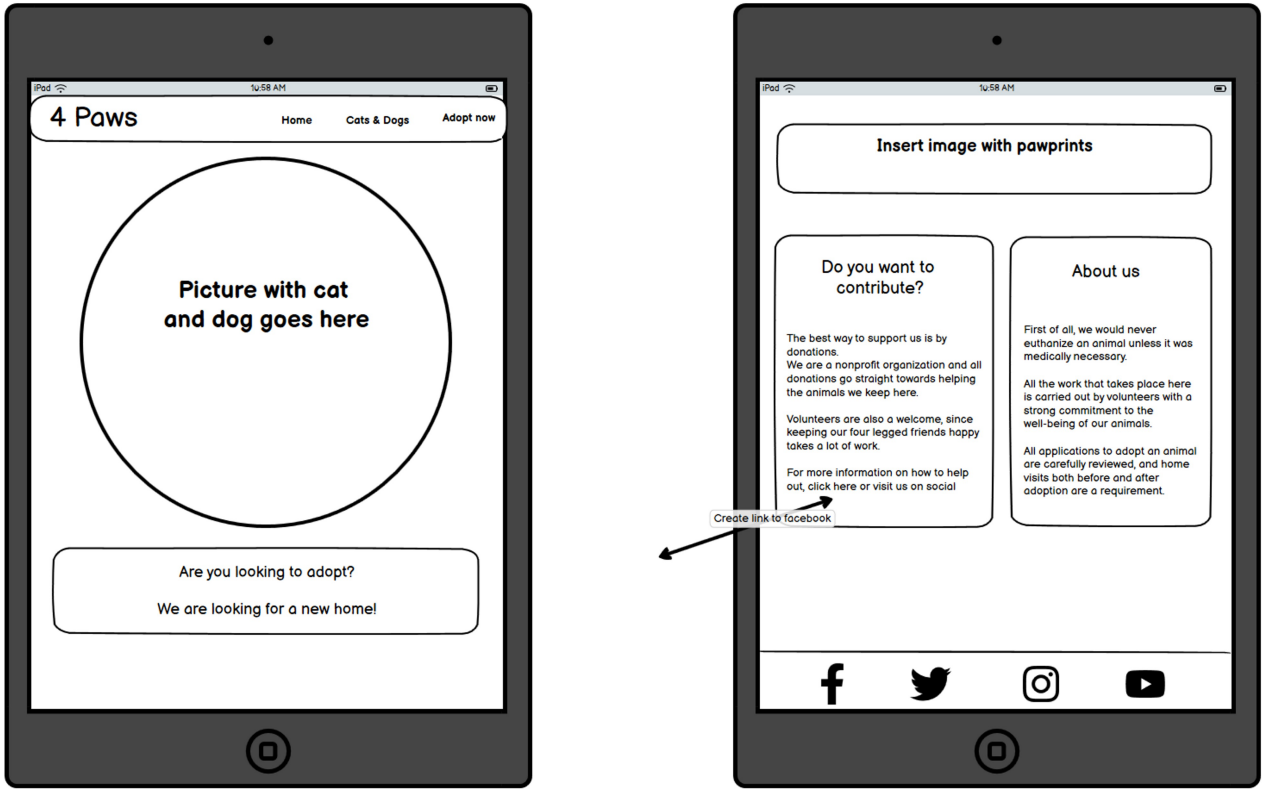 iPad 10:58 AM
4 Paws Home Cats & Dogs Adopt now
Picture with cat
and dog goes here
Are you looking to adopt?
We are looking for a new home!
iPad 10:58 AM
Insert image with pawprints
Do you want to
contribute?
The best way to support us is by
donations.
We are a nonprofit organization and all
donations go straight towards helping
the animals we keep here.
Volunteers are also a welcome, since
keeping our four legged friends happy
takes a lot of work.
For more information on how to help
out, click here or visit us on social
Create link to facebook
About us
First of all, we would never
euthanize an animal unless it was
medically necessary.
All the work that takes place here
is carried out by volunteers with a
strong commitment to the
well-being of our animals.
All applications to adopt an animal
are carefully reviewed, and home
visits both before and after
adoption are a requirement.